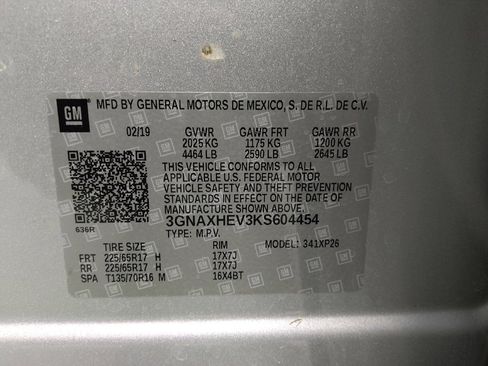 GM
MFD BY GENERAL MOTORS DE MEXICO, S. DE R.L. DE C.V.
02/19 GVWR GAWR FRT GAWR RR
2025 KG 1175 KG 1200 KG
4464 LB 2590 LB 2645 LB
THIS VEHICLE CONFORMS TO ALL
APPLICABLE U.S. FEDERAL MOTOR
VEHICLE SAFETY AND THEFT PREVENTION
STANDARDS IN EFFECT ON THE DATE OF
MANUFACTURE SHOWN ABOVE.
3GNAXHEV3KS604454
636R TYPE: M.P.V.
TIRE SIZE RIM MODEL: 341XP26
FRT 225/65R17 H 17X7J
RR 225/65R17 H 17X7J
SPA T135/70R16 M 16X4BT